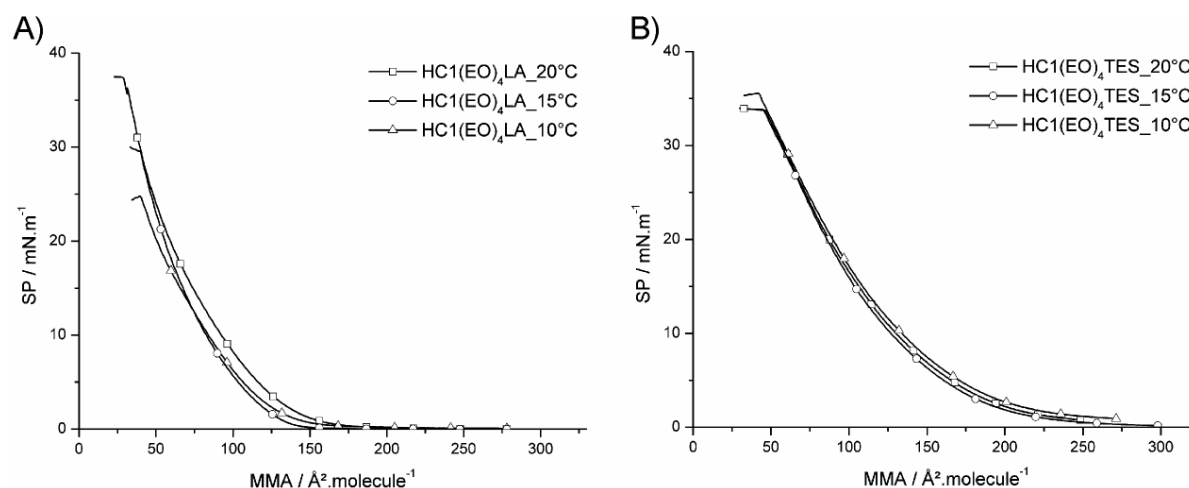 A)
HC1(EO)₄LA_20°C
HC1(EO)₄LA_15°C
HC1(EO)₄LA_10°C
40
30
20
10
0
SP / mN.m⁻¹
0 50 100 150 200 250 300
MMA / Å².molecule⁻¹
B)
HC1(EO)₄TES_20°C
HC1(EO)₄TES_15°C
HC1(EO)₄TES_10°C
40
30
20
10
0
SP / mN.m⁻¹
0 50 100 150 200 250 300
MMA / Å².molecule⁻¹